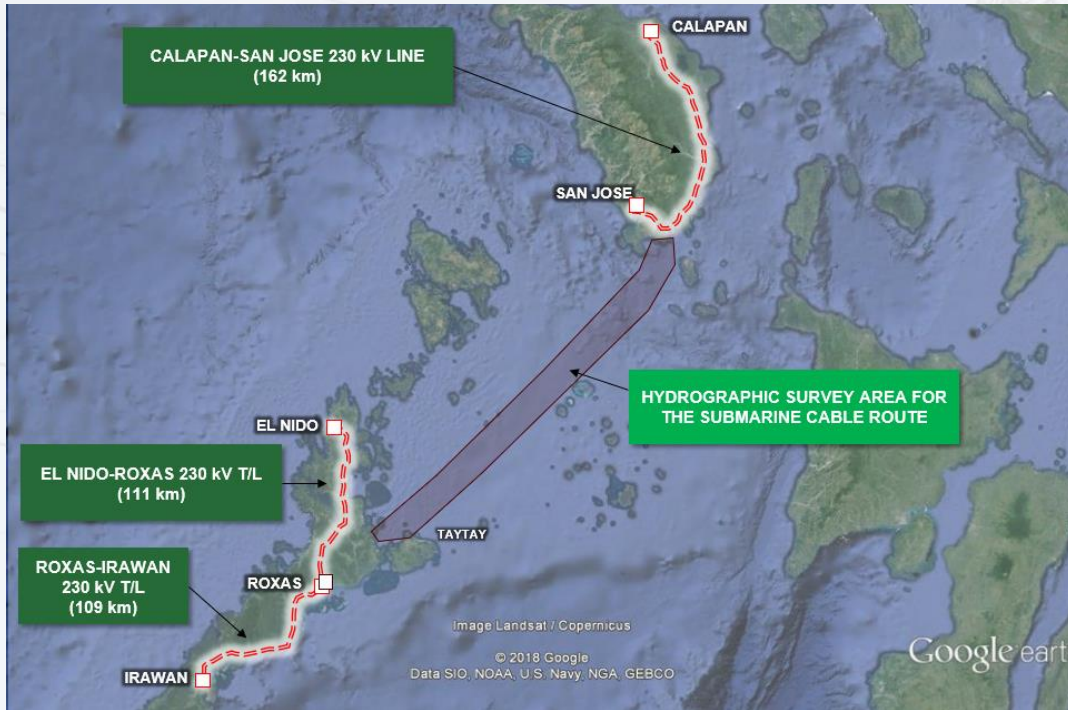 CALAPAN
CALAPAN-SAN JOSE 230 kV LINE
(162 km)
SAN JOSE
HYDROGRAPHIC SURVEY AREA FOR
THE SUBMARINE CABLE ROUTE
EL NIDO
EL NIDO-ROXAS 230 kV T/L
(111 km)
TAYTAY
ROXAS-IRAWAN
230 kV T/L
(109 km)
ROXAS
IRAWAN
Image Landsat / Copernicus
© 2018 Google
Data SIO, NOAA, U.S. Navy, NGA, GEBCO
Google eart